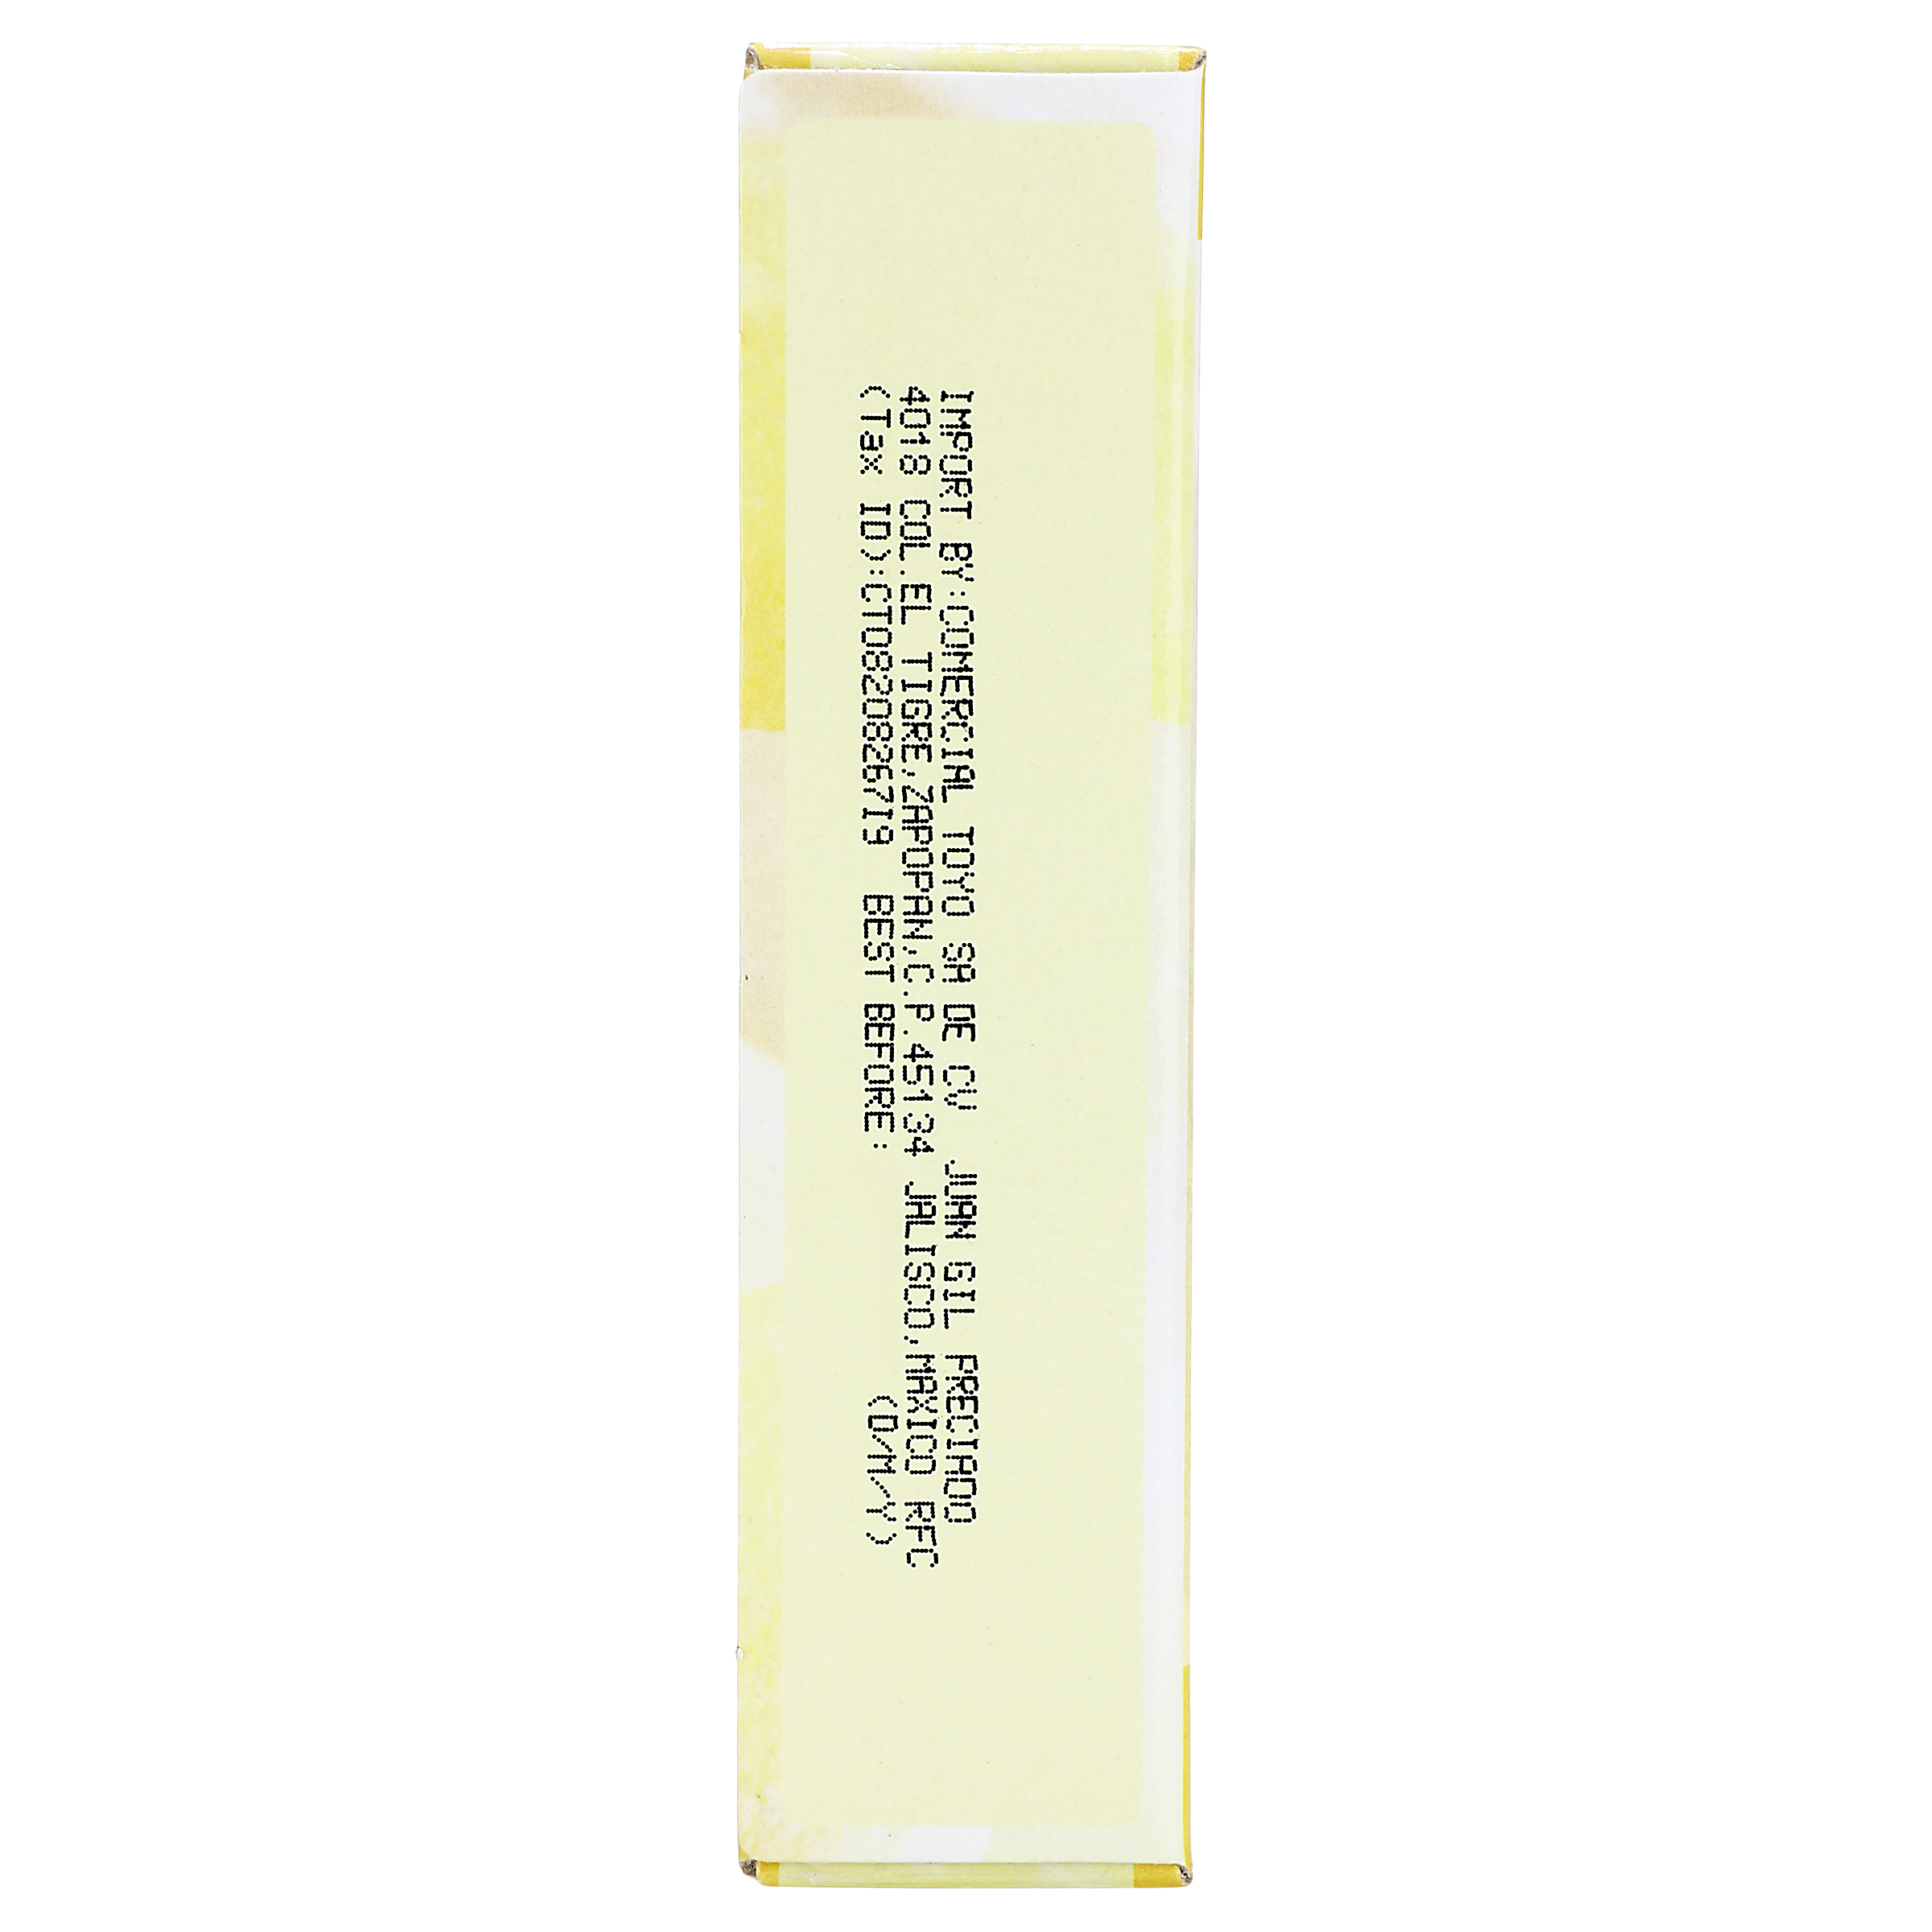 IMPORT BY:COMERCIAL TOYO SA DE CV JUAN GIL PRECIADO
4018 COL.EL TIGRE,ZAPOPAN,C.P.45134 JALISCO,MAXICO RFC
(Tax ID):CT0820826719 BEST BEFORE: (D/M/Y)